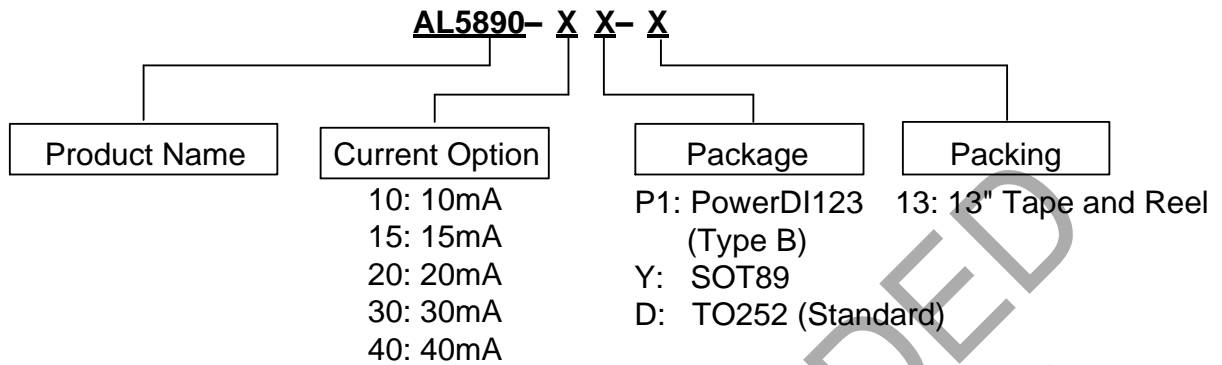 AL5890– X X– X
Product Name
Current Option
Package
Packing
10: 10mA
15: 15mA
20: 20mA
30: 30mA
40: 40mA
P1: PowerDI123
(Type B)
Y: SOT89
D: TO252 (Standard)
13: 13" Tape and Reel
DED